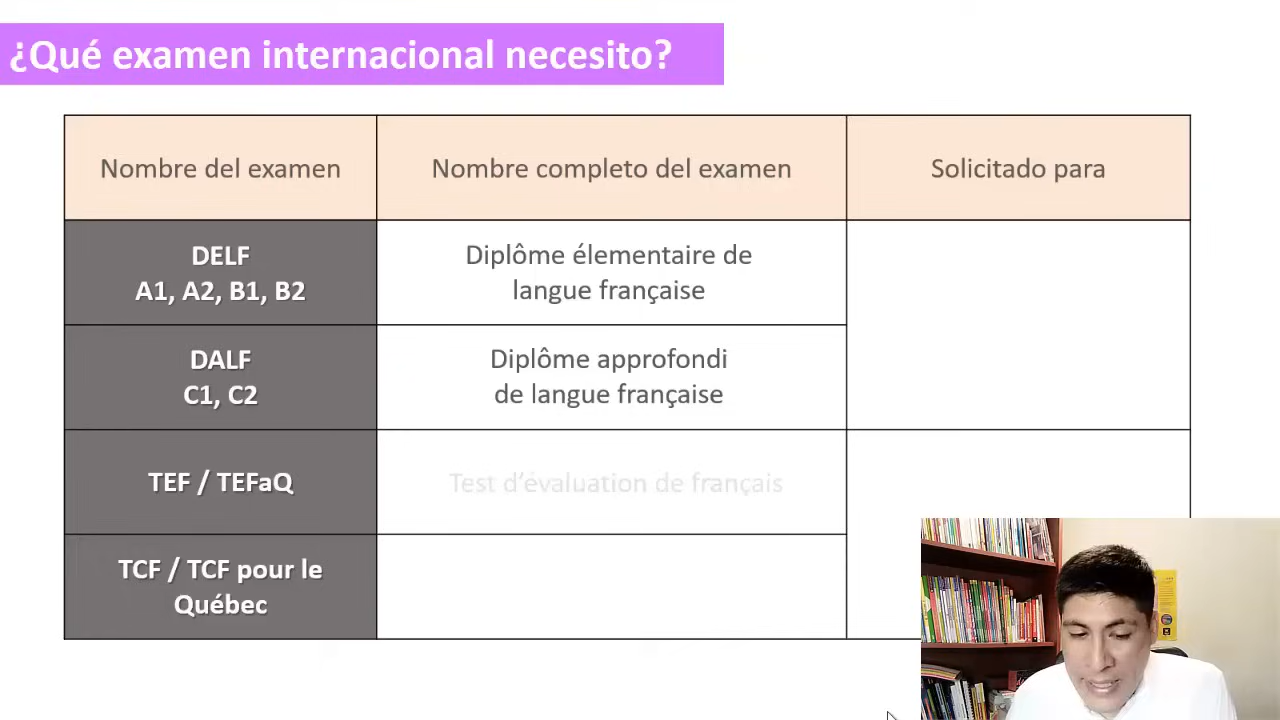 ¿Qué examen internacional necesito?
Nombre del examen
Nombre completo del examen
Solicitado para
DELF
A1, A2, B1, B2
Diplôme élementaire de
langue française
DALF
C1, C2
Diplôme approfondi
de langue française
TEF / TEFaQ
Test d'évaluation de français
TCF / TCF pour le
Québec